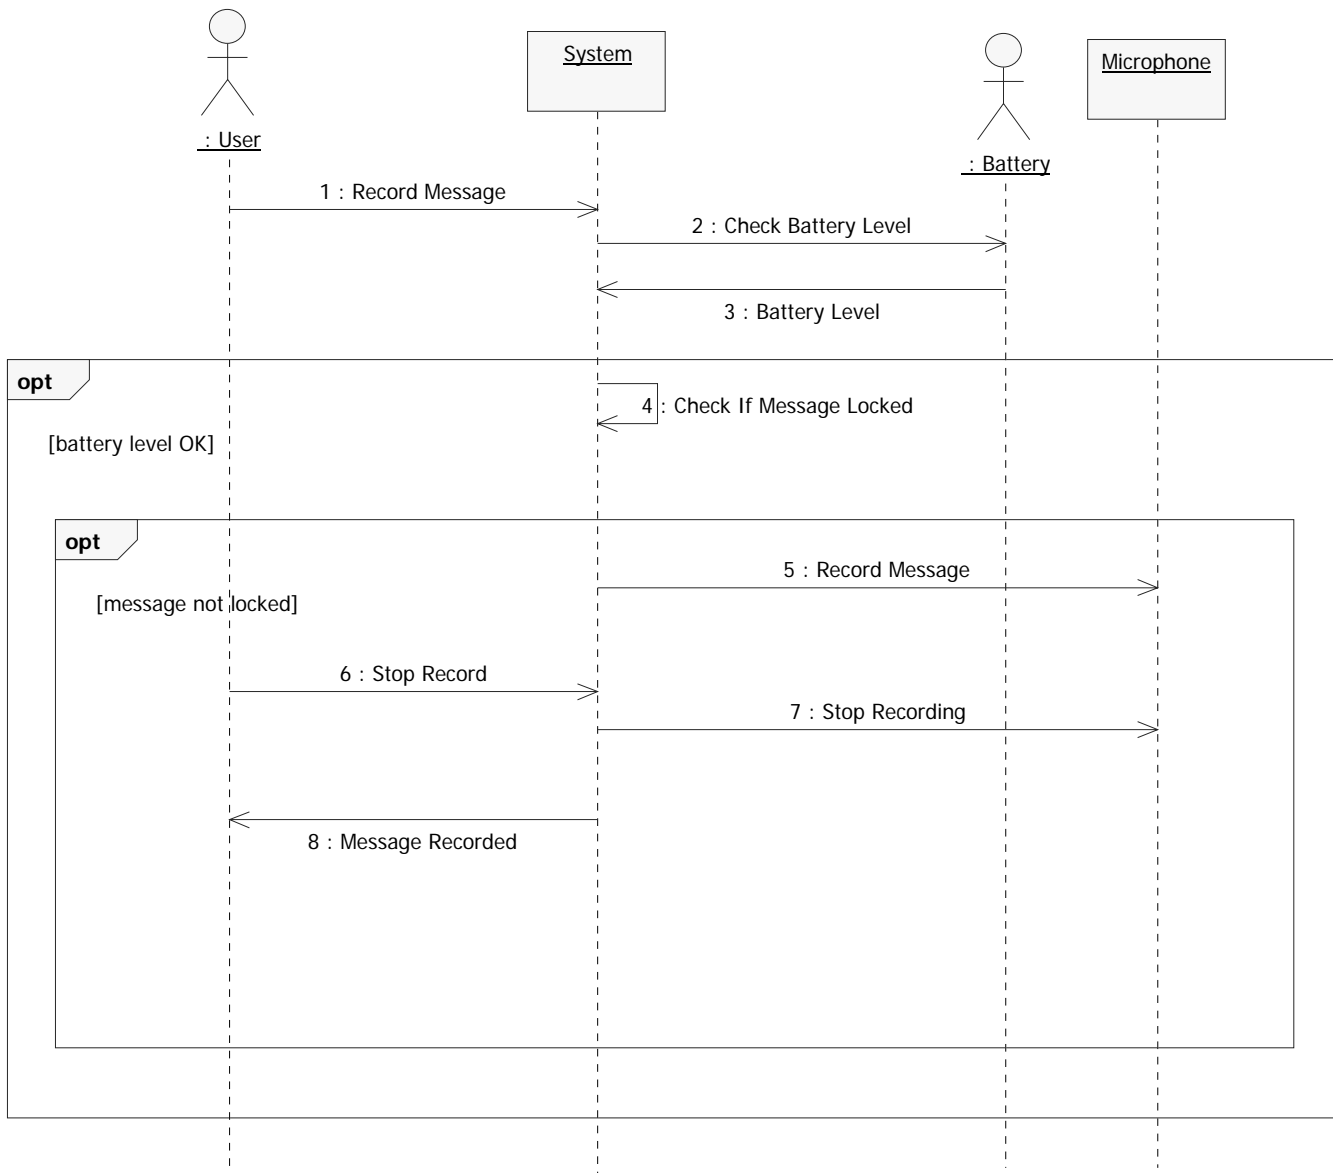 System
Microphone
: User
: Battery
1 : Record Message
2 : Check Battery Level
3 : Battery Level
opt
4 : Check If Message Locked
[battery level OK]
opt
5 : Record Message
[message not locked]
6 : Stop Record
7 : Stop Recording
8 : Message Recorded